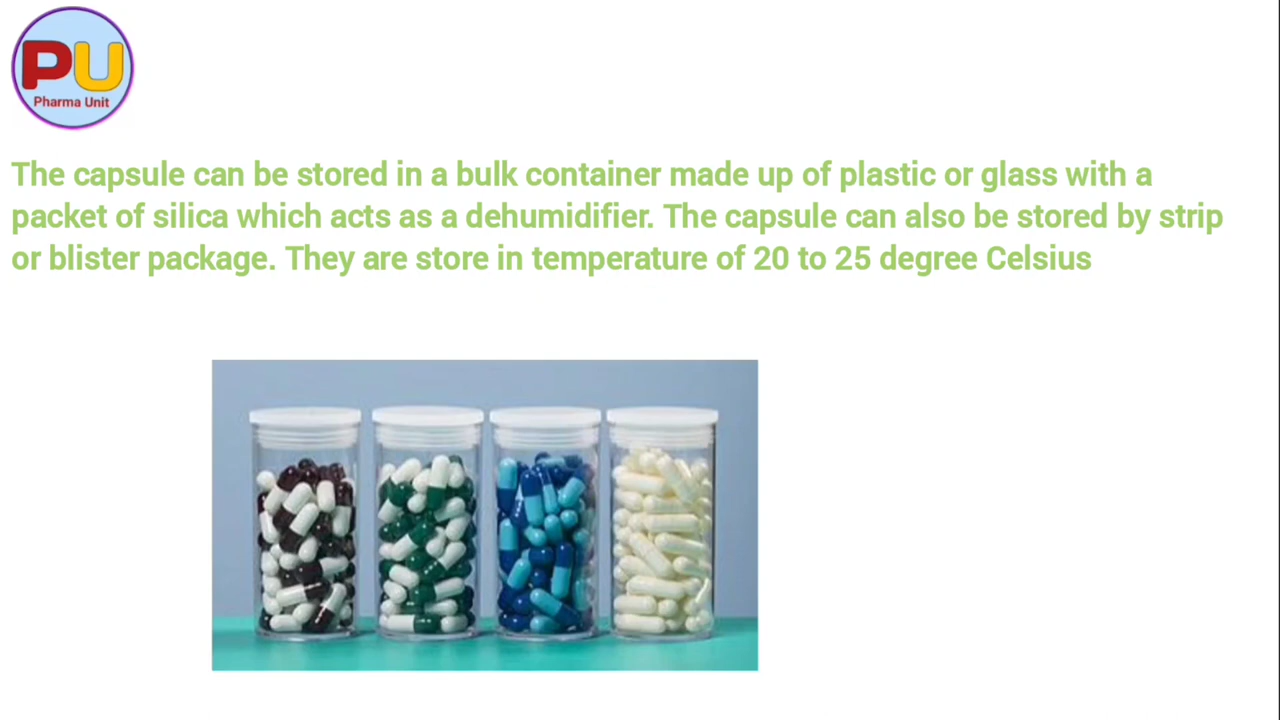 PU
Pharma Unit
The capsule can be stored in a bulk container made up of plastic or glass with a
packet of silica which acts as a dehumidifier. The capsule can also be stored by strip
or blister package. They are store in temperature of 20 to 25 degree Celsius